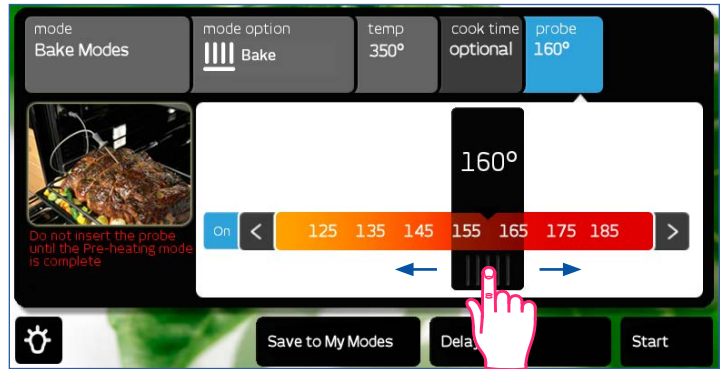 mode
Bake Modes
mode option
Bake
temp
350°
cook time
optional
probe
160°
160°
Do not insert the probe
until the Pre-heating mode
is complete
On < 125 135 145 155 165 175 185 >
Save to My Modes
Start